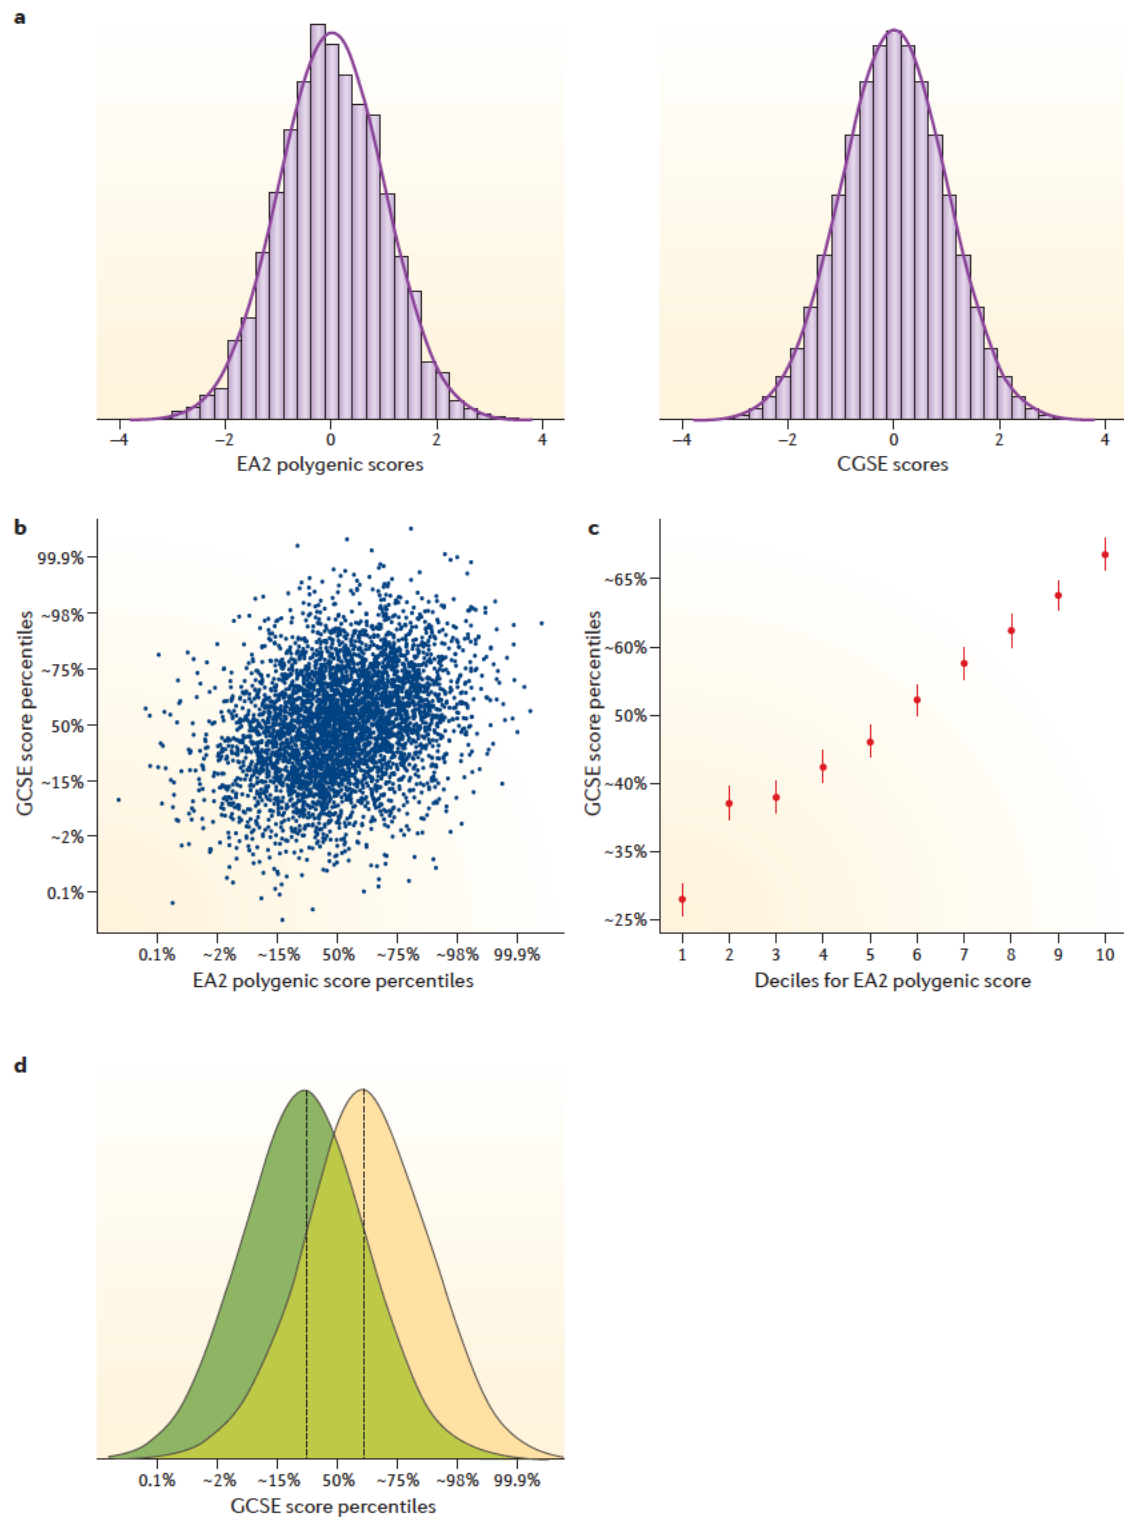 a
−4 −2 0 2 4
EA2 polygenic scores
−4 −2 0 2 4
CGSE scores
b
99.9%
~98%
~75%
50%
~15%
~2%
0.1%
GCSE score percentiles
0.1% ~2% ~15% 50% ~75% ~98% 99.9%
EA2 polygenic score percentiles
c
~65%
~60%
50%
~40%
~35%
~25%
GCSE score percentiles
1 2 3 4 5 6 7 8 9 10
Deciles for EA2 polygenic score
d
0.1% ~2% ~15% 50% ~75% ~98% 99.9%
GCSE score percentiles